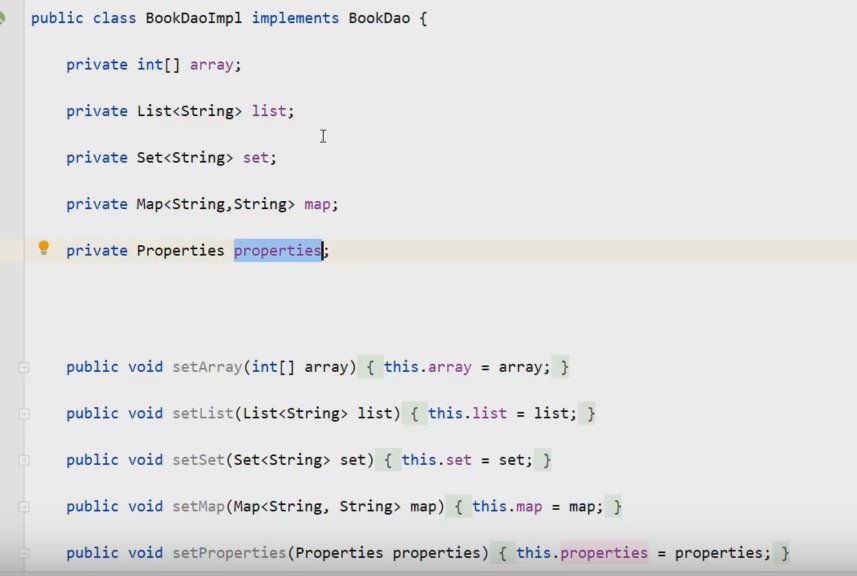 public class BookDaoImpl implements BookDao {
private int[] array;
private List<String> list;
private Set<String> set;
private Map<String,String> map;
private Properties properties;
public void setArray(int[] array) { this.array = array; }
public void setList(List<String> list) { this.list = list; }
public void setSet(Set<String> set) { this.set = set; }
public void setMap(Map<String, String> map) { this.map = map; }
public void setProperties(Properties properties) { this.properties = properties; }